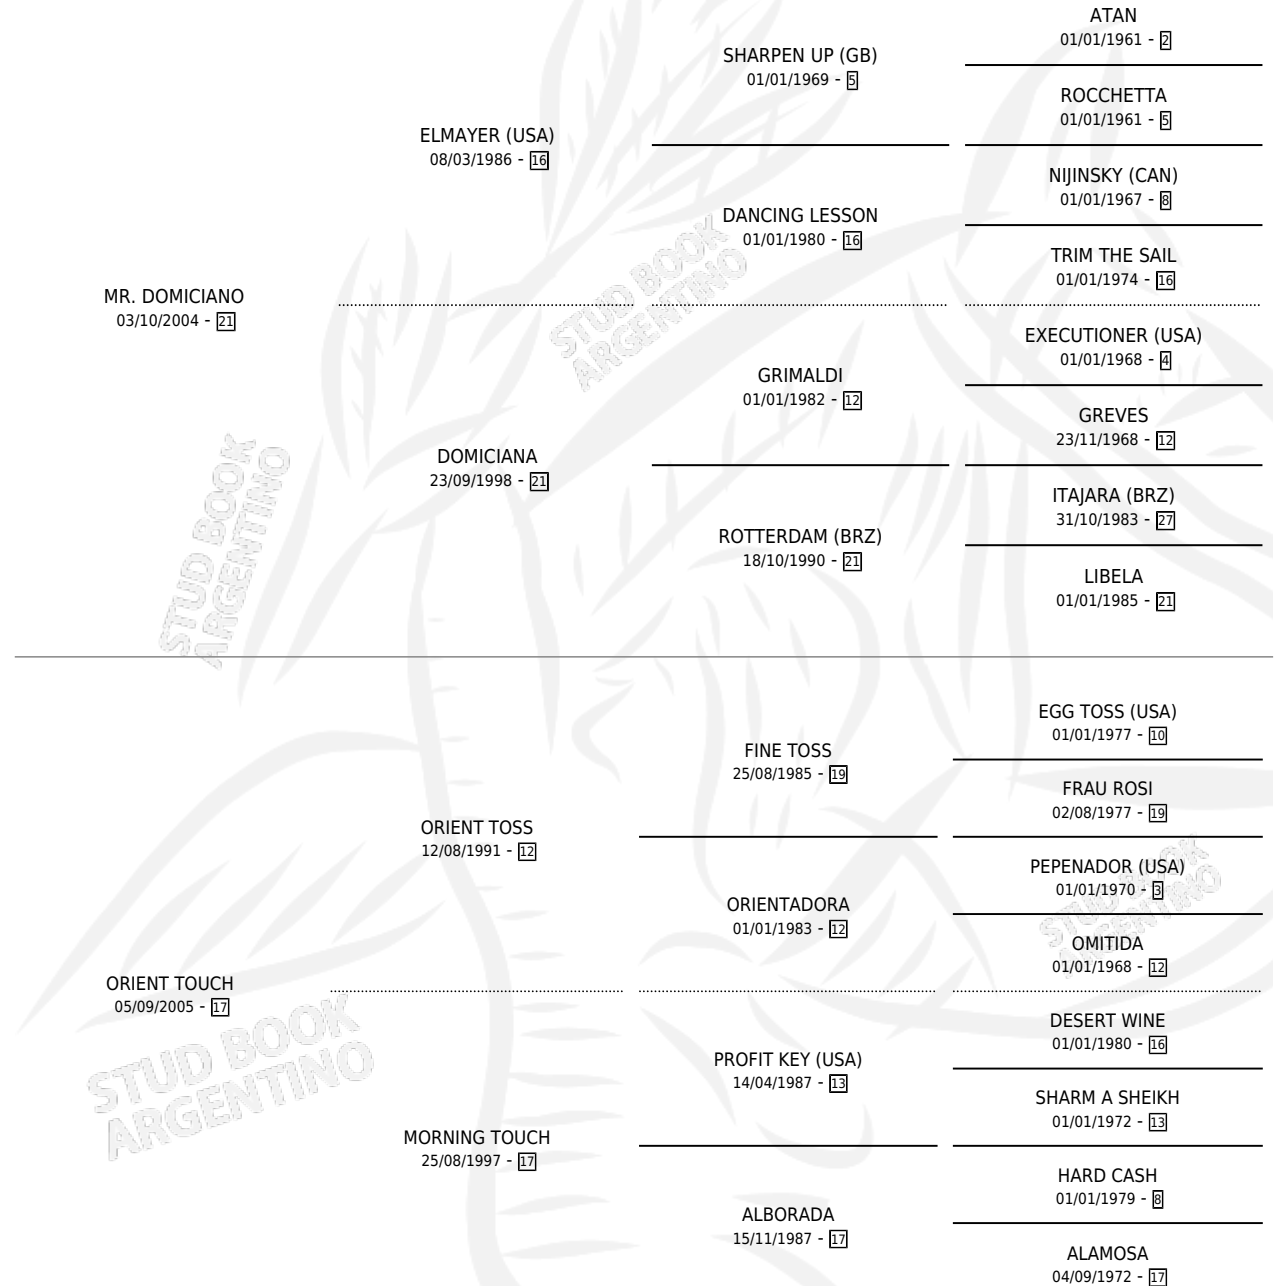 ATAN
01/01/1961 - 2
SHARPEN UP (GB)
01/01/1969 - 5
ROCCHETTA
01/01/1961 - 5
ELMAYER (USA)
08/03/1986 - 16
NIJINSKY (CAN)
01/01/1967 - 8
DANCING LESSON
01/01/1980 - 16
TRIM THE SAIL
01/01/1974 - 16
MR. DOMICIANO
03/10/2004 - 21
EXECUTIONER (USA)
01/01/1968 - 4
GRIMALDI
01/01/1982 - 12
GREVES
23/11/1968 - 12
DOMICIANA
23/09/1998 - 21
ITAJARA (BRZ)
31/10/1983 - 27
ROTTERDAM (BRZ)
18/10/1990 - 21
LIBELA
01/01/1985 - 21
EGG TOSS (USA)
01/01/1977 - 10
FINE TOSS
25/08/1985 - 19
FRAU ROSI
02/08/1977 - 19
ORIENT TOSS
12/08/1991 - 12
PEPENADOR (USA)
01/01/1970 - 3
ORIENTADORA
01/01/1983 - 12
OMITIDA
01/01/1968 - 12
ORIENT TOUCH
05/09/2005 - 17
DESERT WINE
01/01/1980 - 16
PROFIT KEY (USA)
14/04/1987 - 13
SHARM A SHEIKH
01/01/1972 - 13
MORNING TOUCH
25/08/1997 - 17
HARD CASH
01/01/1979 - 8
ALBORADA
15/11/1987 - 17
ALAMOSA
04/09/1972 - 17
STUD BOOK
ARGENTINO
STUD BOOK
ARGENTINO
STUD BOOK
ARGENTINO
STUD BOOK
ARGENTINO